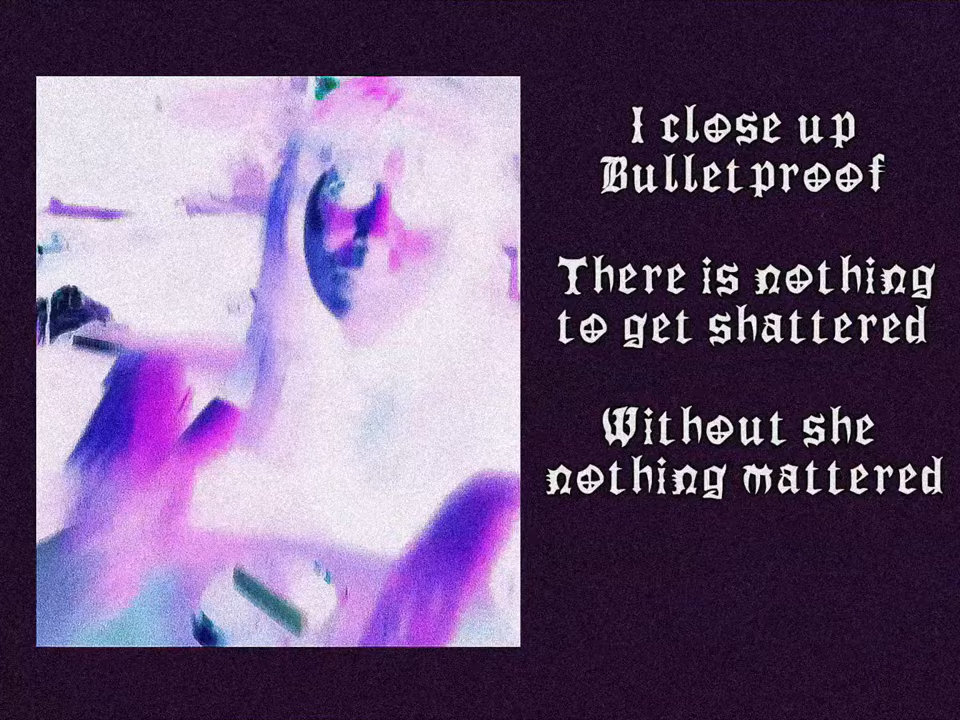 I close up
Bulletproof
There is nothing
to get shattered
Without she
nothing mattered